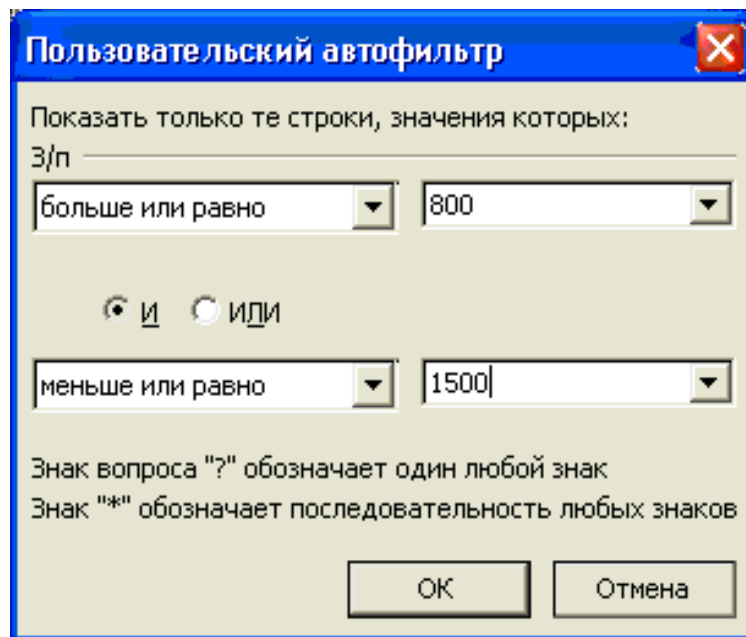 Пользовательский автофильтр
Показать только те строки, значения которых:
З/п
больше или равно 800
И ИЛИ
меньше или равно 1500
Знак вопроса "?" обозначает один любой знак
Знак "*" обозначает последовательность любых знаков
ОК Отмена